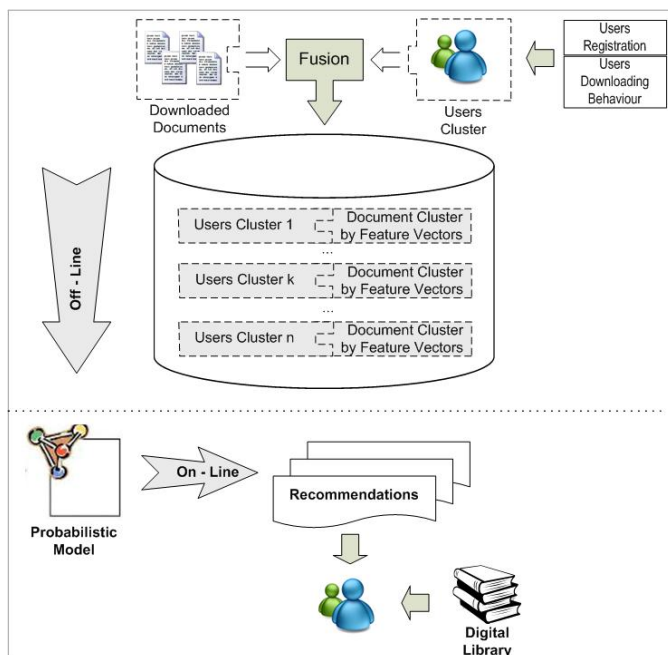 Downloaded
Documents
Fusion
Users
Cluster
Users
Registration
Users
Downloading
Behaviour
Off - Line
Users Cluster 1
Document Cluster
by Feature Vectors
...
Users Cluster k
Document Cluster
by Feature Vectors
...
Users Cluster n
Document Cluster
by Feature Vectors
Probabilistic
Model
On - Line
Recommendations
Digital
Library